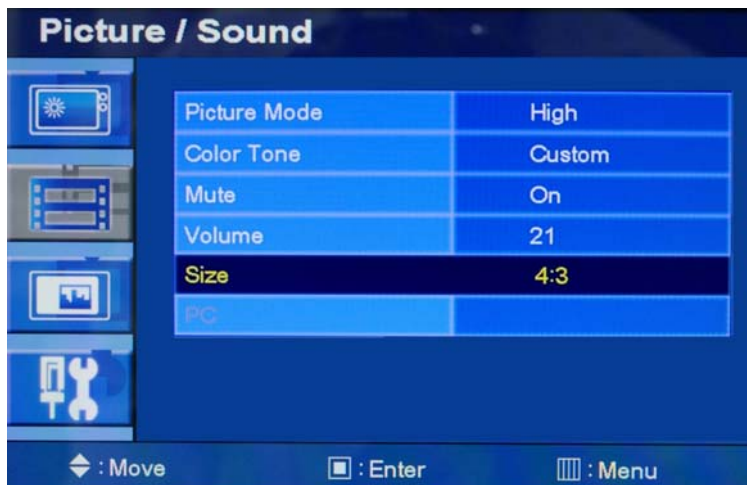 Picture / Sound
Picture Mode High
Color Tone Custom
Mute On
Volume 21
Size 4:3
PC
: Move : Enter : Menu